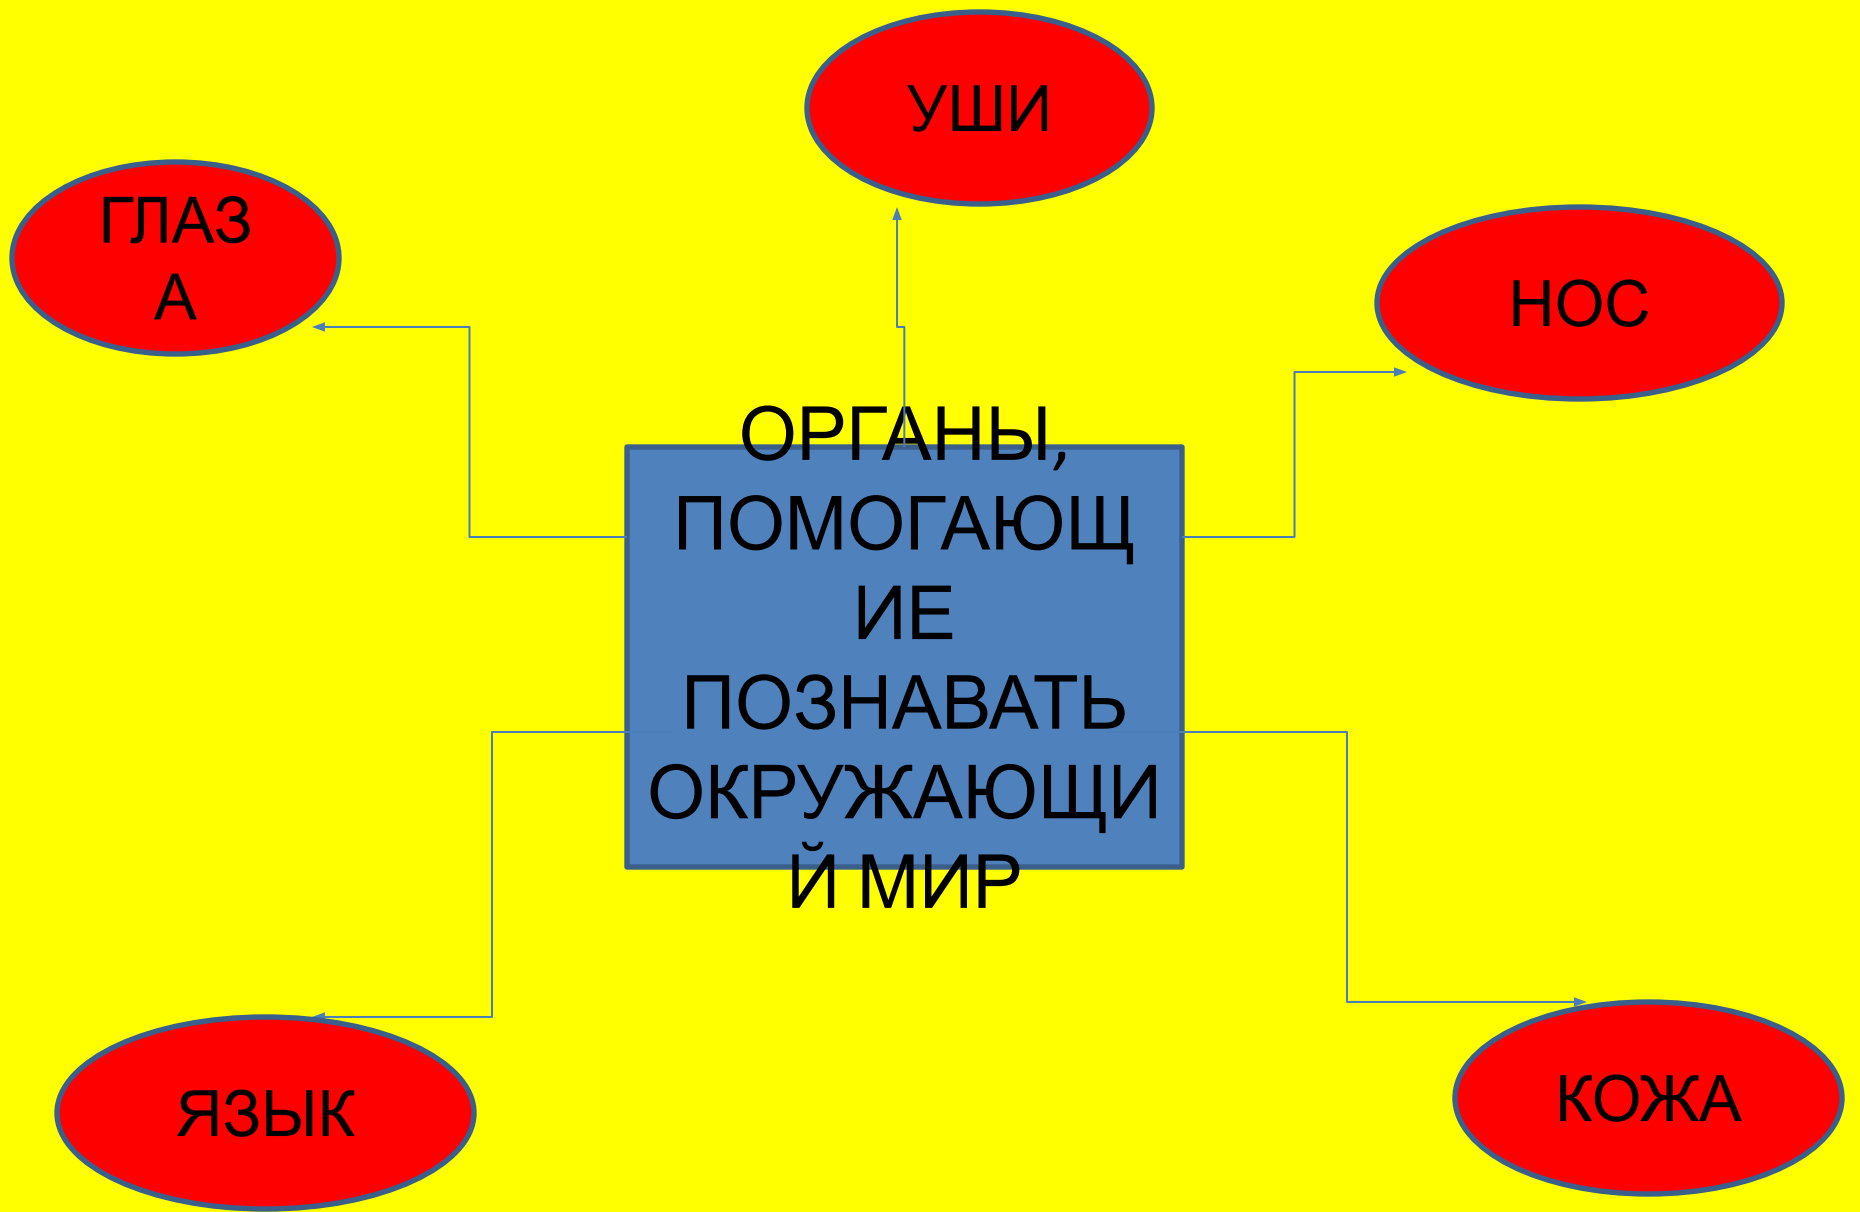 УШИ
ГЛАЗ
А
НОС
ОРГАНЫ,
ПОМОГАЮЩ
ИЕ
ПОЗНАВАТЬ
ОКРУЖАЮЩИ
Й МИР
ЯЗЫК
КОЖА